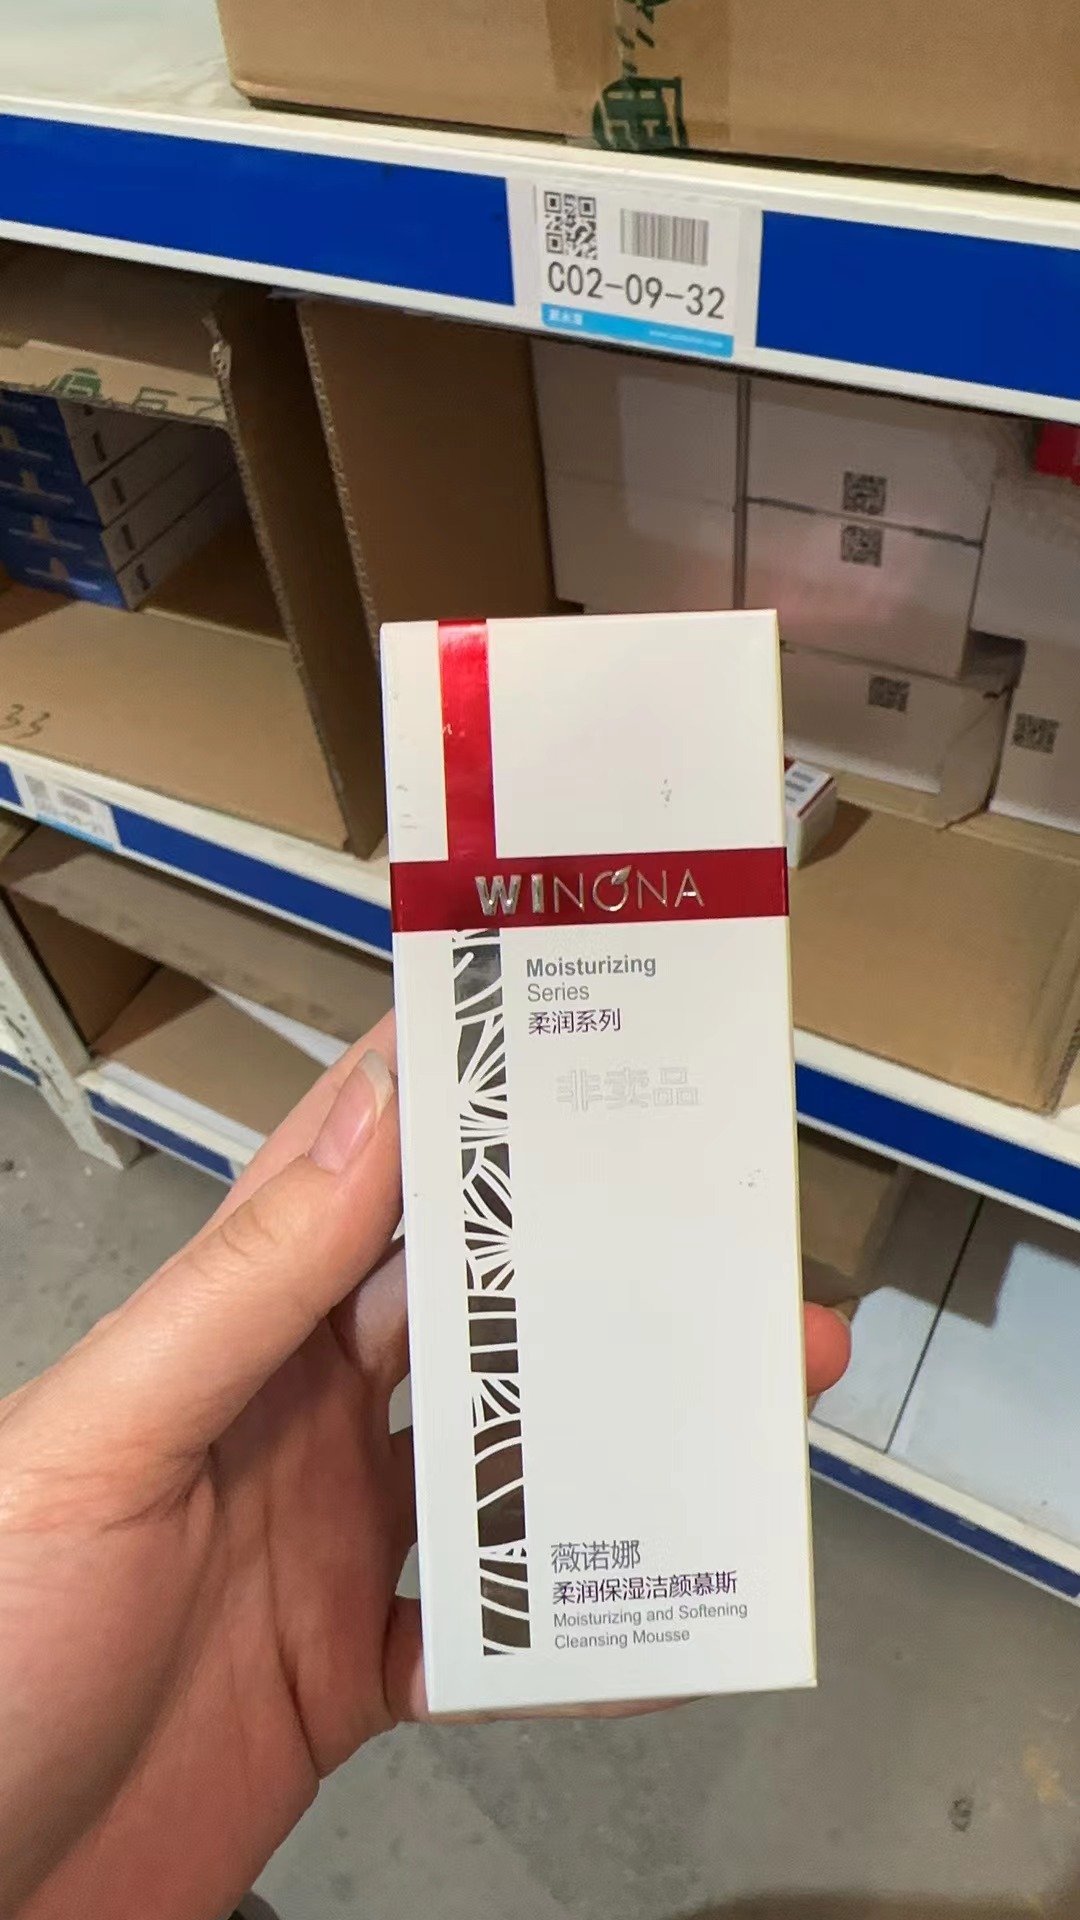 C02-09-32
33
WINONA
Moisturizing
Series
柔润系列
非卖品
薇诺娜
柔润保湿洁颜慕斯
Moisturizing and Softening
Cleansing Mousse